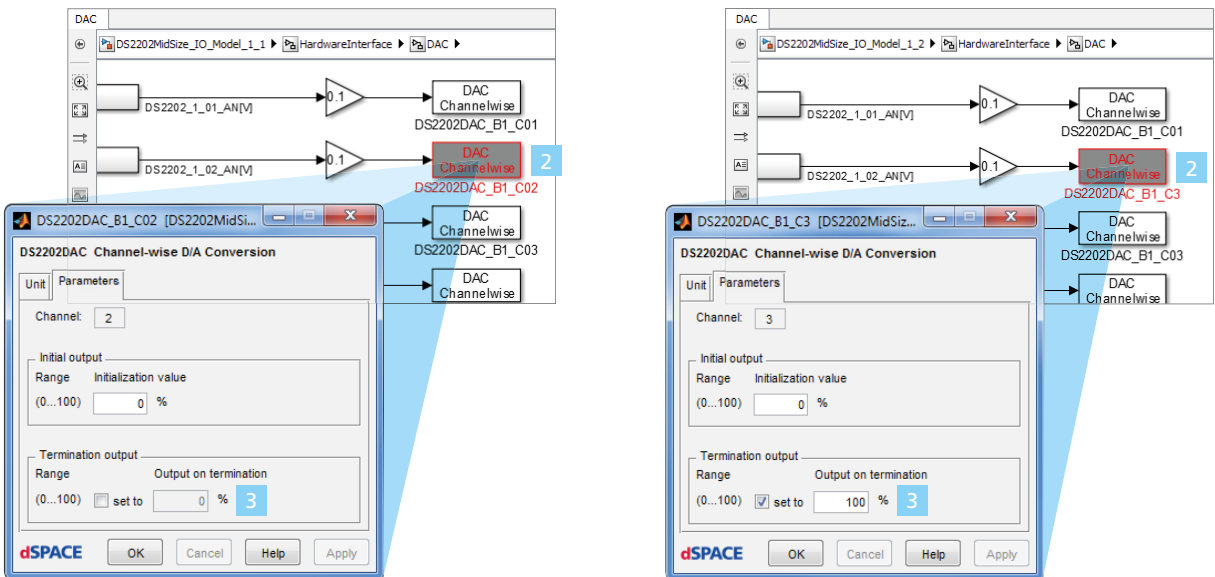 DAC
DS2202MidSize_IO_Model_1_1 HardwareInterface DAC
DS2202_1_01_AN[V]
0.1
DAC
Channelwise
DS2202DAC_B1_C01
DS2202_1_02_AN[V]
0.1
DAC
Channelwise
DS2202DAC_B1_C02
2
DAC
Channelwise
DS2202DAC_B1_C03
DAC
Channelwise
DS2202DAC_B1_C02 [DS2202MidSi...
DS2202DAC Channel-wise D/A Conversion
Unit Parameters
Channel: 2
Initial output
Range Initialization value
(0...100) 0 %
Termination output
Range Output on termination
(0...100) set to 0 % 3
dSPACE OK Cancel Help Apply
DAC
DS2202MidSize_IO_Model_1_2 HardwareInterface DAC
DS2202_1_01_AN[V]
0.1
DAC
Channelwise
DS2202DAC_B1_C01
DS2202_1_02_AN[V]
0.1
DAC
Channelwise
DS2202DAC_B1_C3
2
DAC
Channelwise
DS2202DAC_B1_C03
DAC
Channelwise
DS2202DAC_B1_C3 [DS2202MidSiz...
DS2202DAC Channel-wise D/A Conversion
Unit Parameters
Channel: 3
Initial output
Range Initialization value
(0...100) 0 %
Termination output
Range Output on termination
(0...100) set to 100 % 3
dSPACE OK Cancel Help Apply